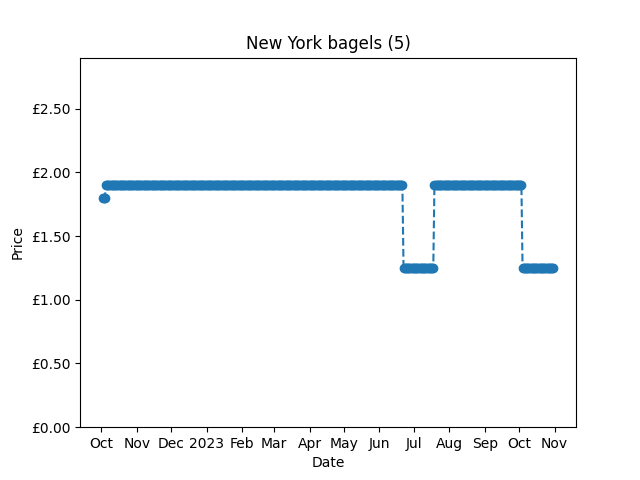 New York bagels (5)
£2.50
£2.00
£1.50
£1.00
£0.50
£0.00
Price
Oct Nov Dec 2023 Feb Mar Apr May Jun Jul Aug Sep Oct Nov
Date